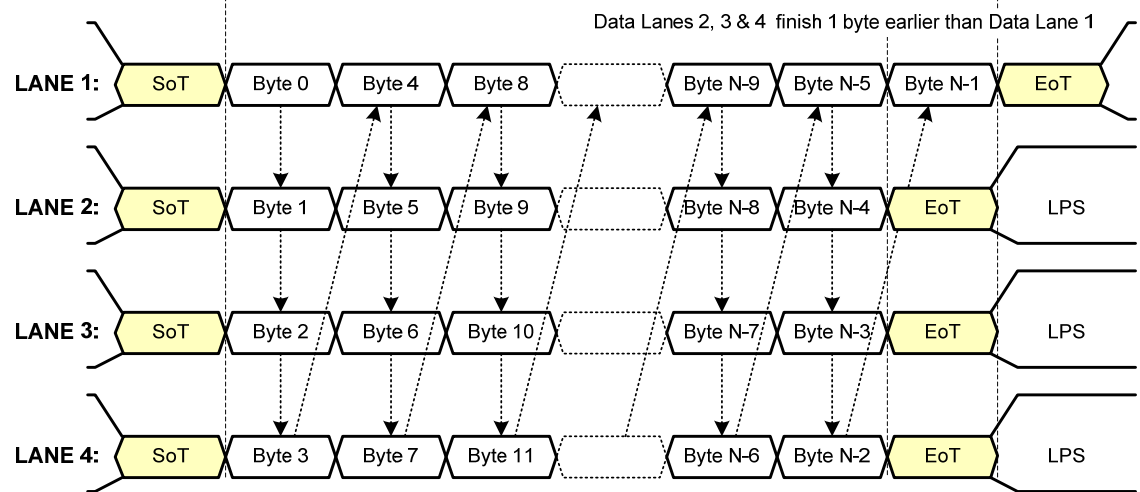 Data Lanes 2, 3 & 4 finish 1 byte earlier than Data Lane 1
LANE 1: SoT Byte 0 Byte 4 Byte 8 Byte N-9 Byte N-5 Byte N-1 EoT
LANE 2: SoT Byte 1 Byte 5 Byte 9 Byte N-8 Byte N-4 EoT LPS
LANE 3: SoT Byte 2 Byte 6 Byte 10 Byte N-7 Byte N-3 EoT LPS
LANE 4: SoT Byte 3 Byte 7 Byte 11 Byte N-6 Byte N-2 EoT LPS